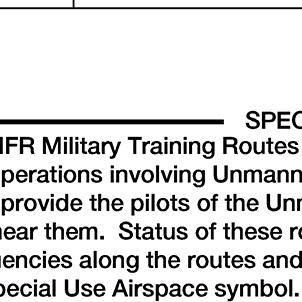 SPEC
IFR Military Training Routes
perations involving Unmann
provide the pilots of the Unr
near them.  Status of these ro
uencies along the routes and
pecial Use Airspace symbol.